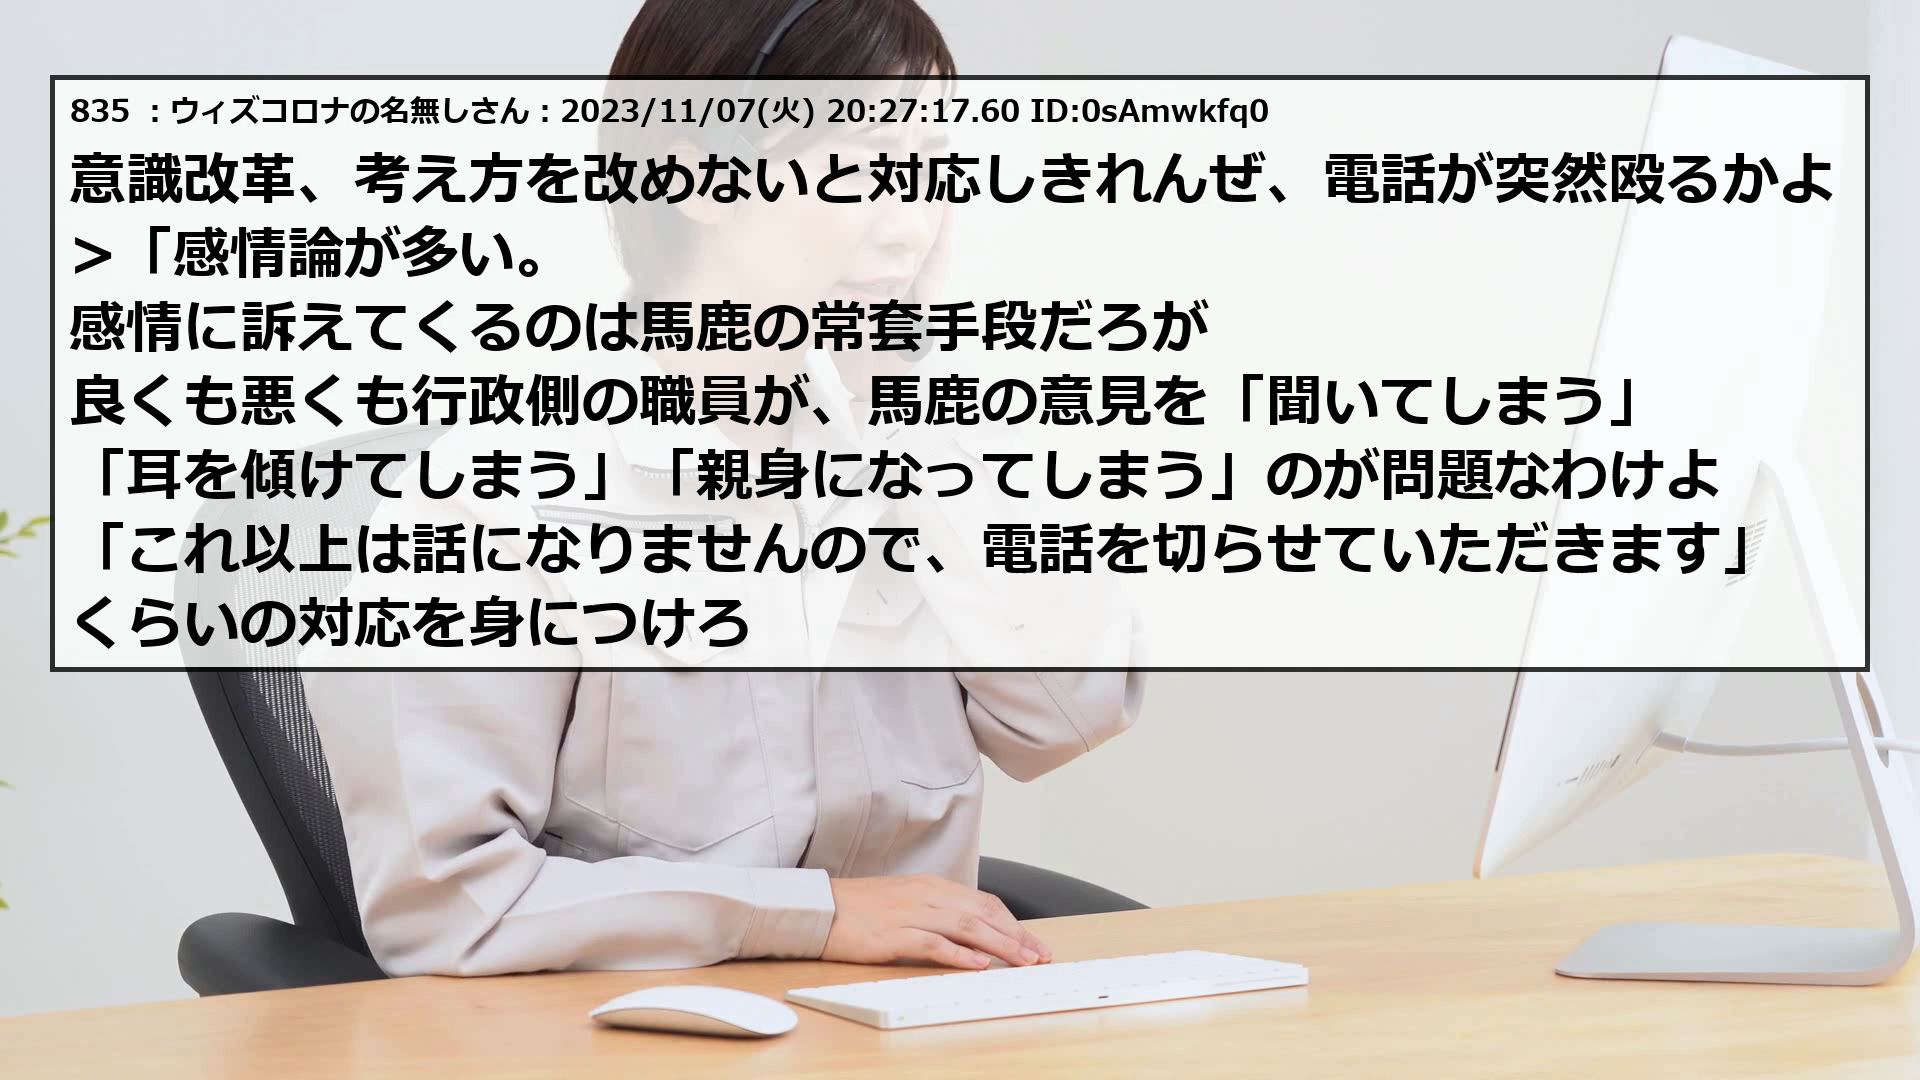 835 ：ウィズコロナの名無しさん：2023/11/07(火) 20:27:17.60 ID:0sAmwkfq0
意識改革、考え方を改めないと対応しきれんぜ、電話が突然殴るかよ
＞「感情論が多い。
感情に訴えてくるのは馬鹿の常套手段だろが
良くも悪くも行政側の職員が、馬鹿の意見を「聞いてしまう」
「耳を傾けてしまう」「親身になってしまう」のが問題なわけよ
「これ以上は話になりませんので、電話を切らせていただきます」
くらいの対応を身につけろ